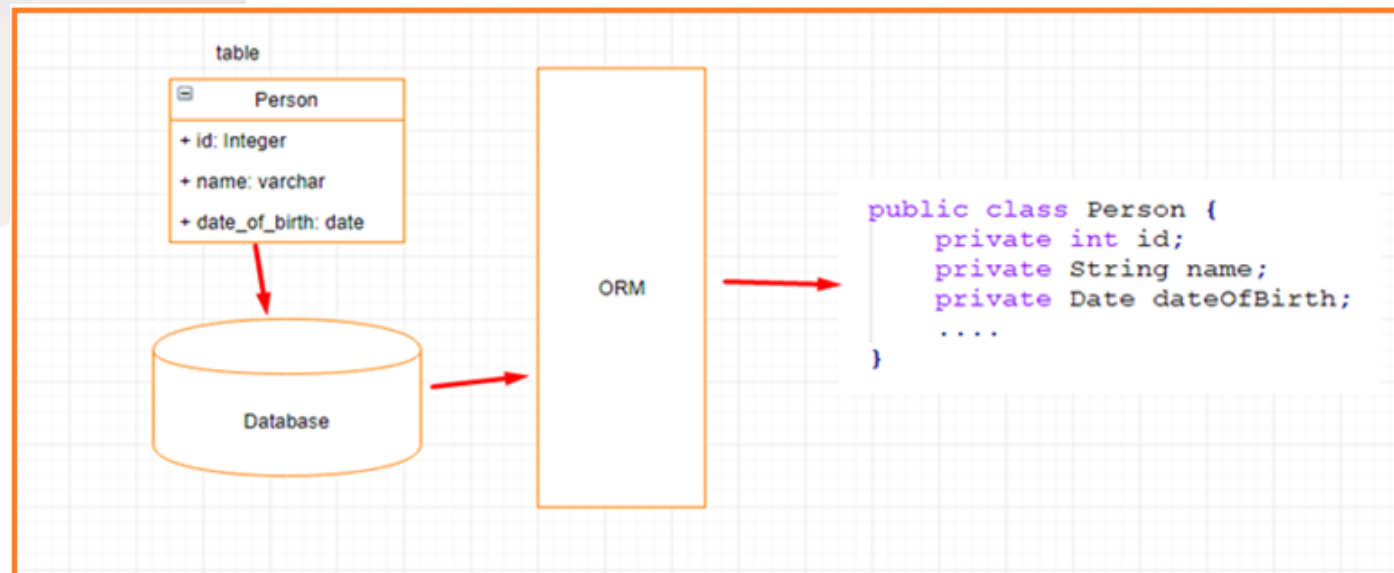 table
Person
+ id: Integer
+ name: varchar
+ date_of_birth: date
Database
ORM
public class Person {
private int id;
private String name;
private Date dateOfBirth;
....
}